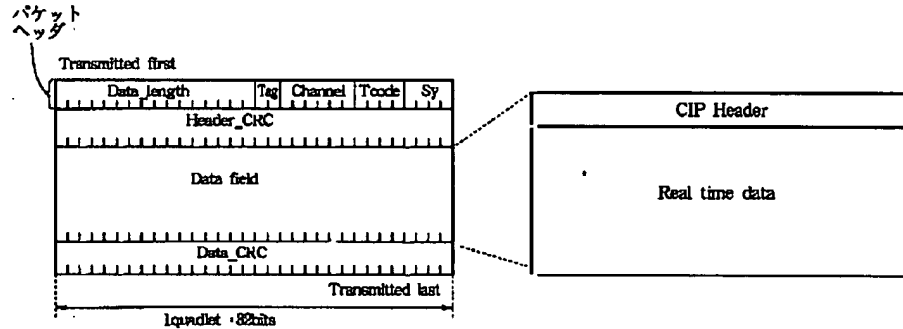 パケット
ヘッダ
Transmitted first
Data_length Tag Channel Tcode Sy
Header_CRC
CIP Header
Data field
Real time data
Data_CRC
Transmitted last
1quadlet :32bits